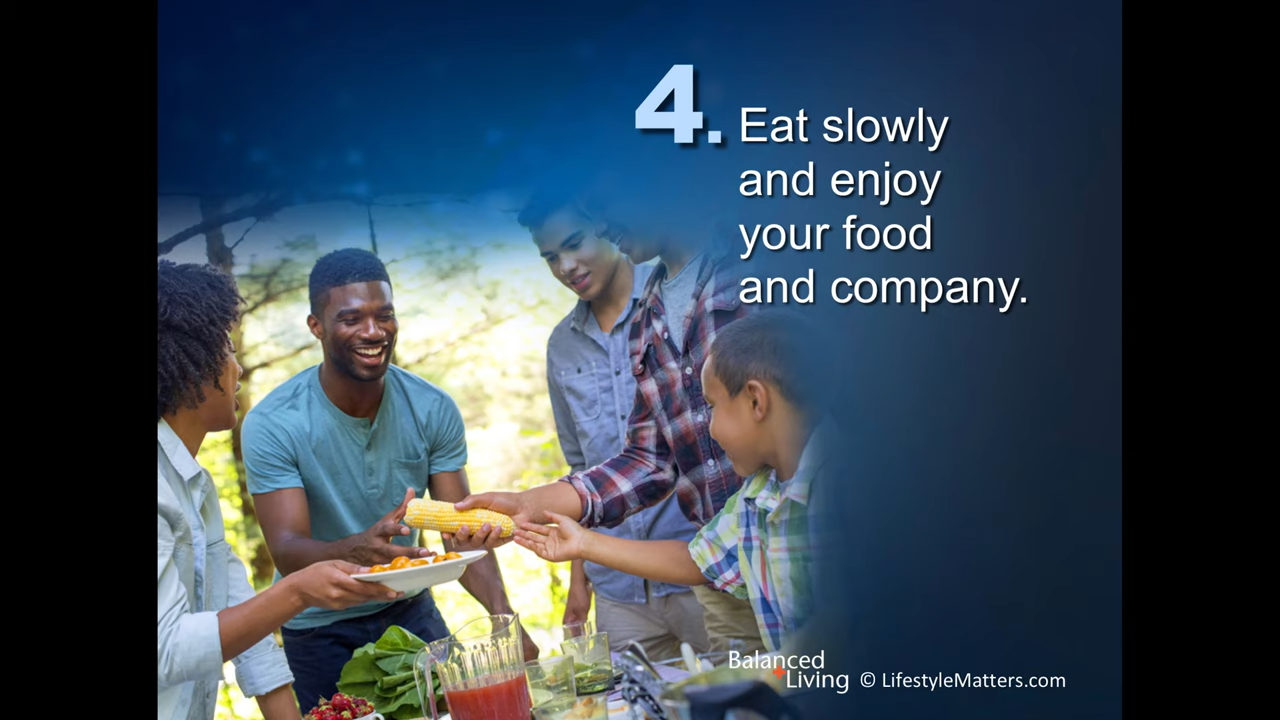 4. Eat slowly
and enjoy
your food
and company.
Balanced
Living © LifestyleMatters.com